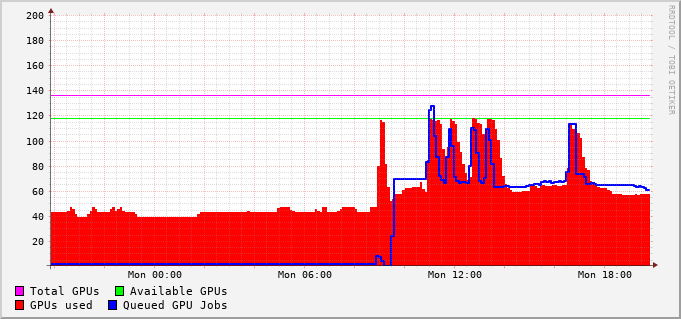 200
180
160
140
120
100
80
60
40
20
Mon 00:00 Mon 06:00 Mon 12:00 Mon 18:00
Total GPUs Available GPUs
GPUs used Queued GPU Jobs
RRDTOOL / TOBI OETIKER